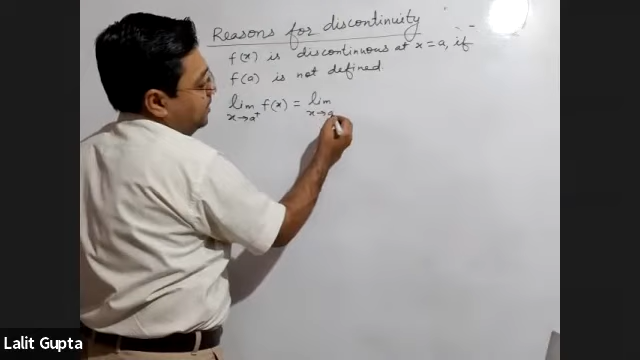 Reasons for discontinuity
f(x) is discontinuous at x = a, if
f(a) is not defined.
lim f(x) = lim
x→a⁺ x→a
Lalit Gupta